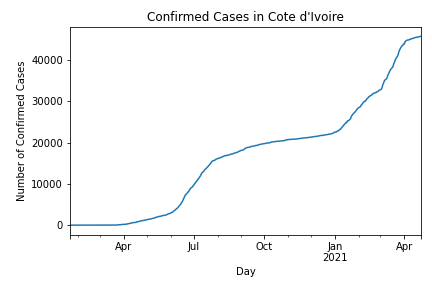 Confirmed Cases in Cote d'Ivoire
Number of Confirmed Cases
40000
30000
20000
10000
0
Apr Jul Oct Jan Apr
2021
Day